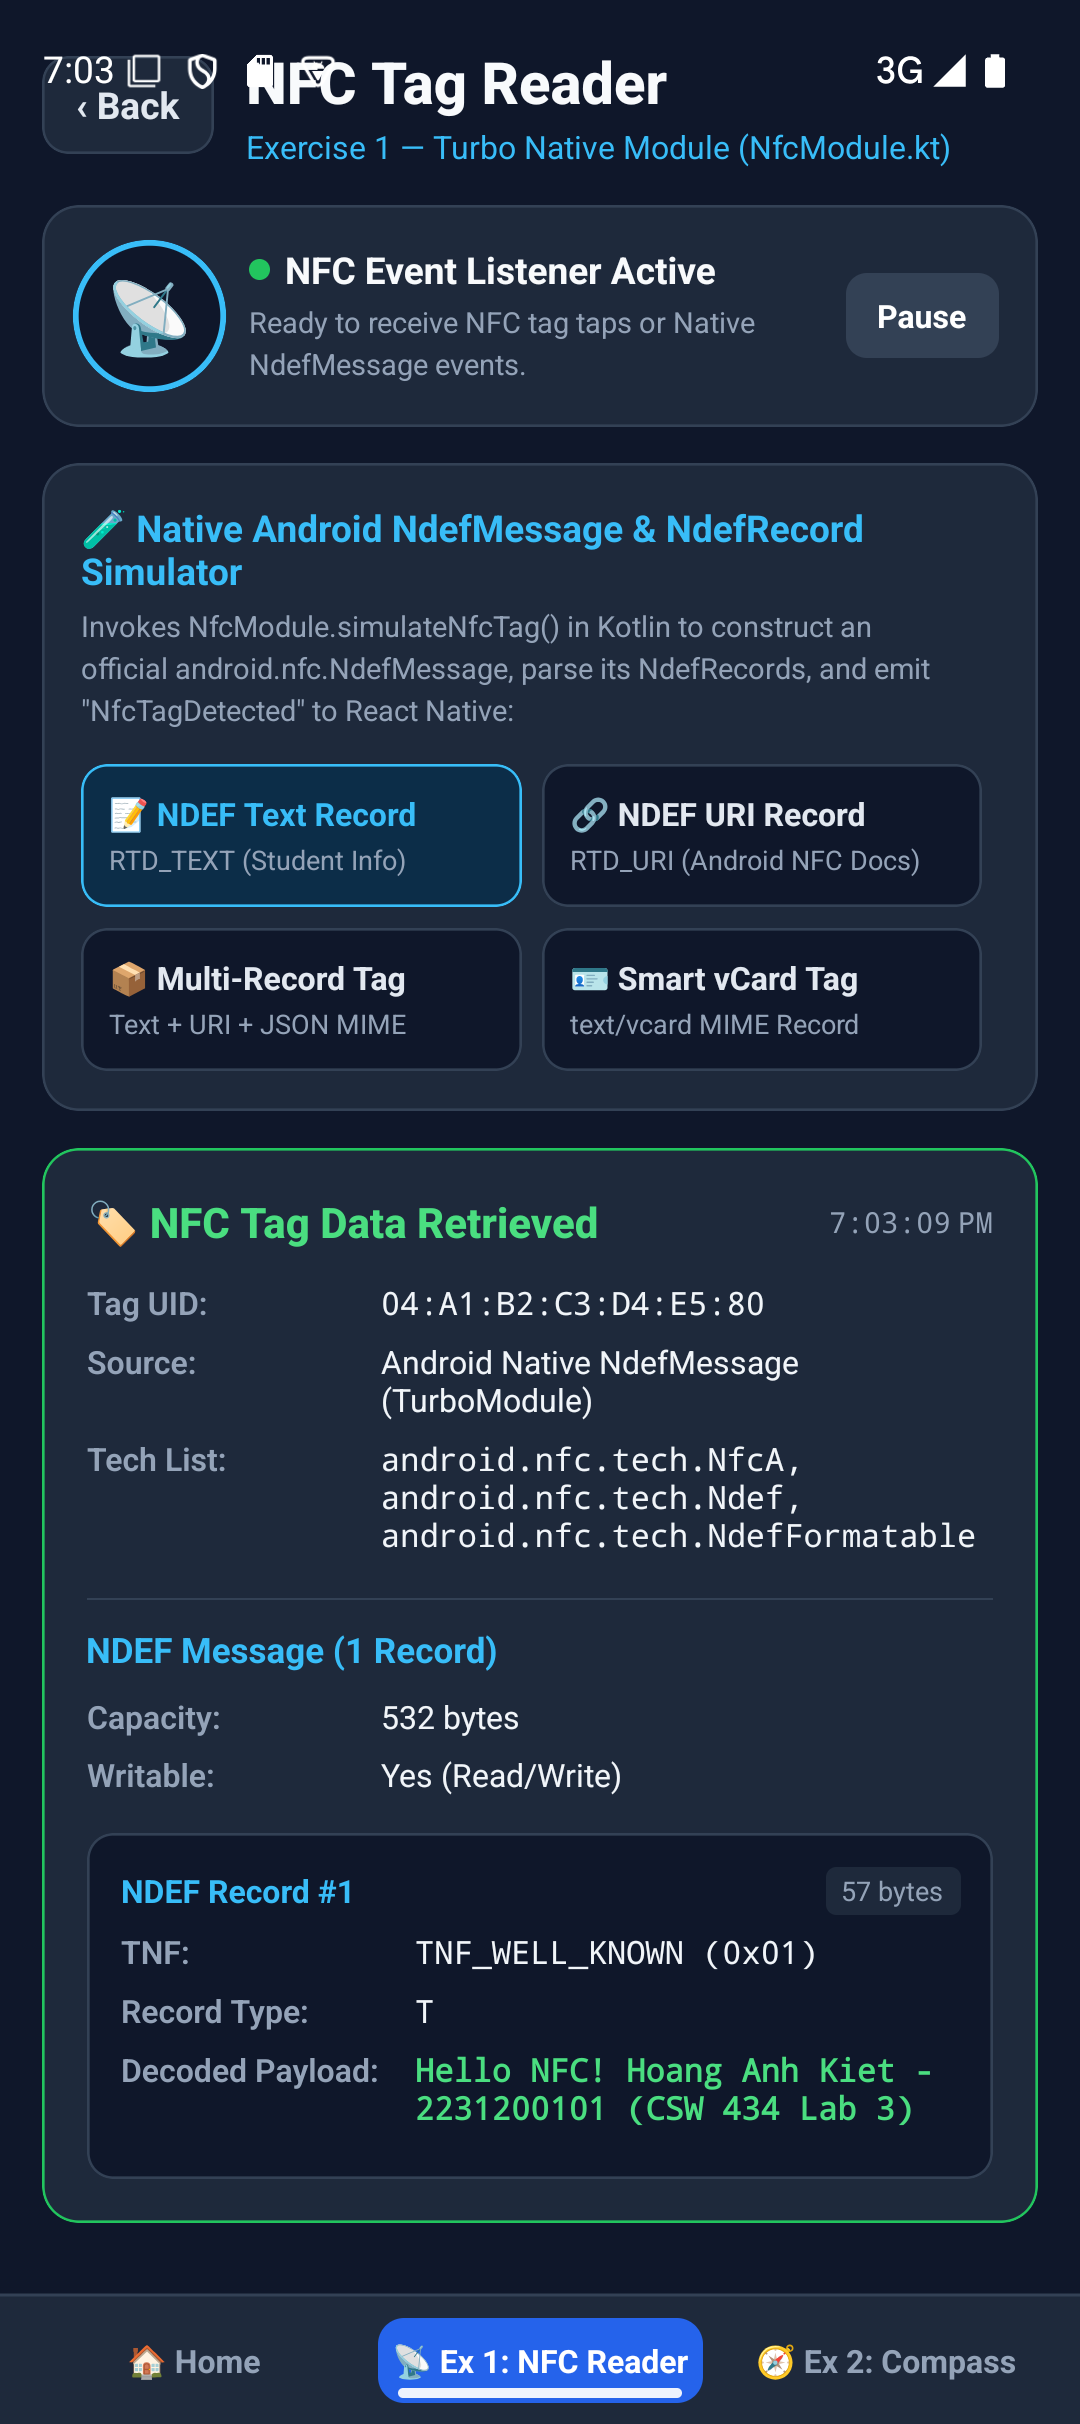 7:03
3G
‹ Back
NFC Tag Reader
Exercise 1 — Turbo Native Module (NfcModule.kt)
NFC Event Listener Active
Ready to receive NFC tag taps or Native
NdefMessage events.
Pause
Native Android NdefMessage & NdefRecord
Simulator
Invokes NfcModule.simulateNfcTag() in Kotlin to construct an
official android.nfc.NdefMessage, parse its NdefRecords, and emit
"NfcTagDetected" to React Native:
NDEF Text Record
RTD_TEXT (Student Info)
NDEF URI Record
RTD_URI (Android NFC Docs)
Multi-Record Tag
Text + URI + JSON MIME
Smart vCard Tag
text/vcard MIME Record
NFC Tag Data Retrieved
7:03:09 PM
Tag UID:
04:A1:B2:C3:D4:E5:80
Source:
Android Native NdefMessage
(TurboModule)
Tech List:
android.nfc.tech.NfcA,
android.nfc.tech.Ndef,
android.nfc.tech.NdefFormatable
NDEF Message (1 Record)
Capacity:
532 bytes
Writable:
Yes (Read/Write)
NDEF Record #1
57 bytes
TNF:
TNF_WELL_KNOWN (0x01)
Record Type:
T
Decoded Payload:
Hello NFC! Hoang Anh Kiet -
2231200101 (CSW 434 Lab 3)
Home
Ex 1: NFC Reader
Ex 2: Compass